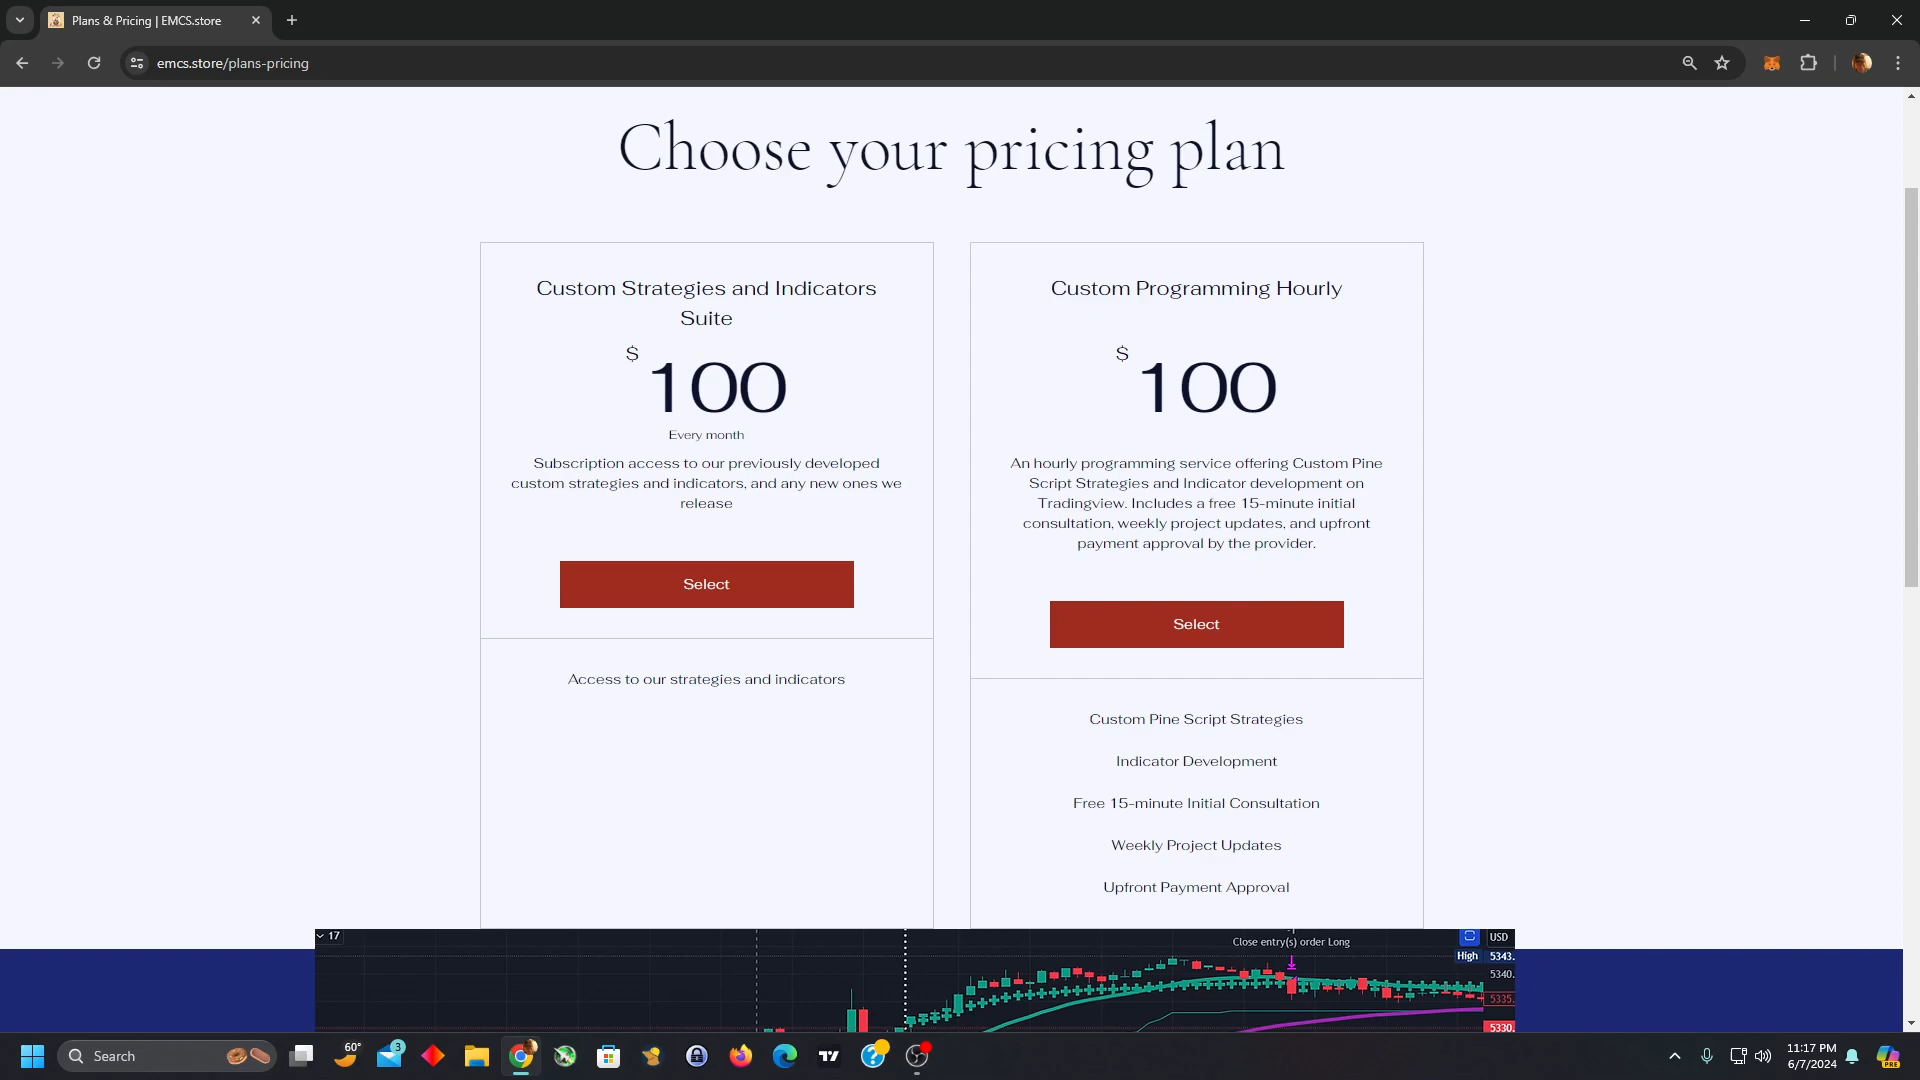 Plans & Pricing | EMCS.store
emcs.store/plans-pricing
Choose your pricing plan
Custom Strategies and Indicators
Suite
$
100
Every month
Subscription access to our previously developed
custom strategies and indicators, and any new ones we
release
Select
Access to our strategies and indicators
Custom Programming Hourly
$
100
An hourly programming service offering Custom Pine
Script Strategies and Indicator development on
Tradingview. Includes a free 15-minute initial
consultation, weekly project updates, and upfront
payment approval by the provider.
Select
Custom Pine Script Strategies
Indicator Development
Free 15-minute Initial Consultation
Weekly Project Updates
Upfront Payment Approval
17
Close entry(s) order Long
USD
High 5343.
5340.
5335.
5330.
Search
60°
3
11:17 PM
6/7/2024
PRE